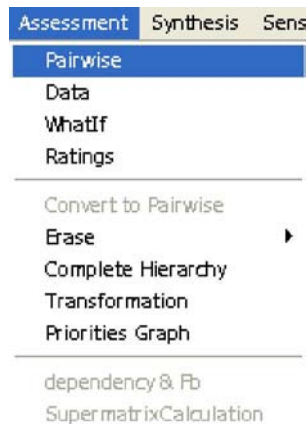 Assessment Synthesis Sens
Pairwise
Data
WhatIf
Ratings
Convert to Pairwise
Erase
Complete Hierarchy
Transformation
Priorities Graph
dependency & Fb
SupermatrixCalculation